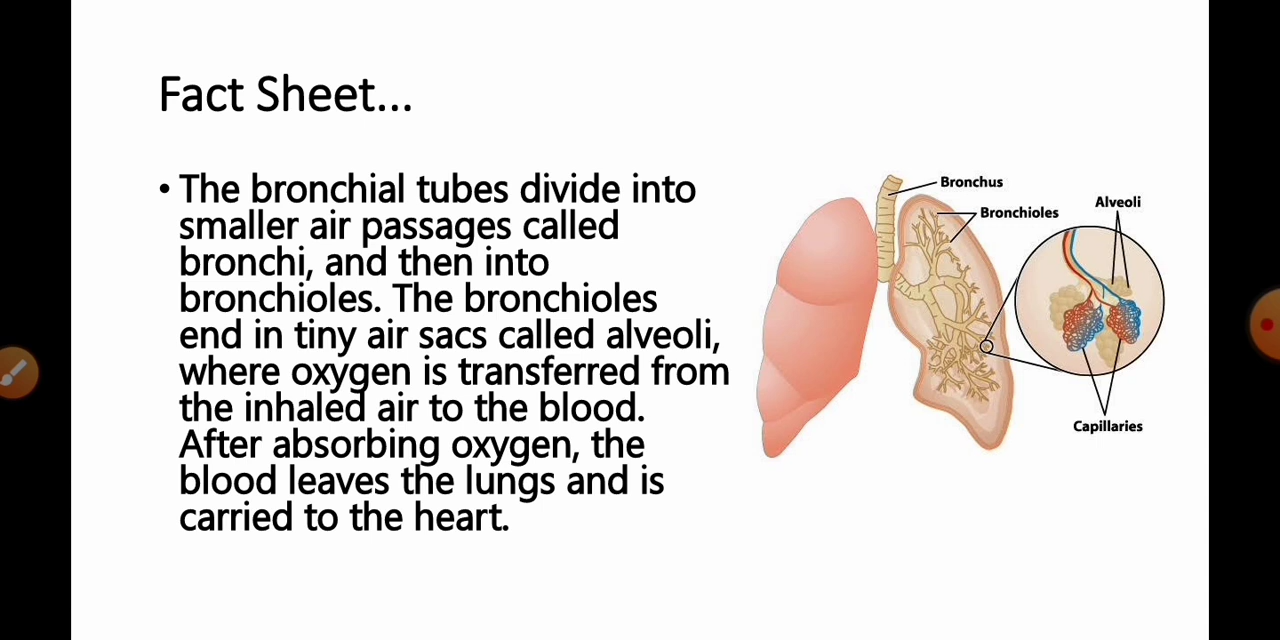 Fact Sheet...
• The bronchial tubes divide into
smaller air passages called
bronchi, and then into
bronchioles. The bronchioles
end in tiny air sacs called alveoli,
where oxygen is transferred from
the inhaled air to the blood.
After absorbing oxygen, the
blood leaves the lungs and is
carried to the heart.
Bronchus
Bronchioles
Alveoli
Capillaries